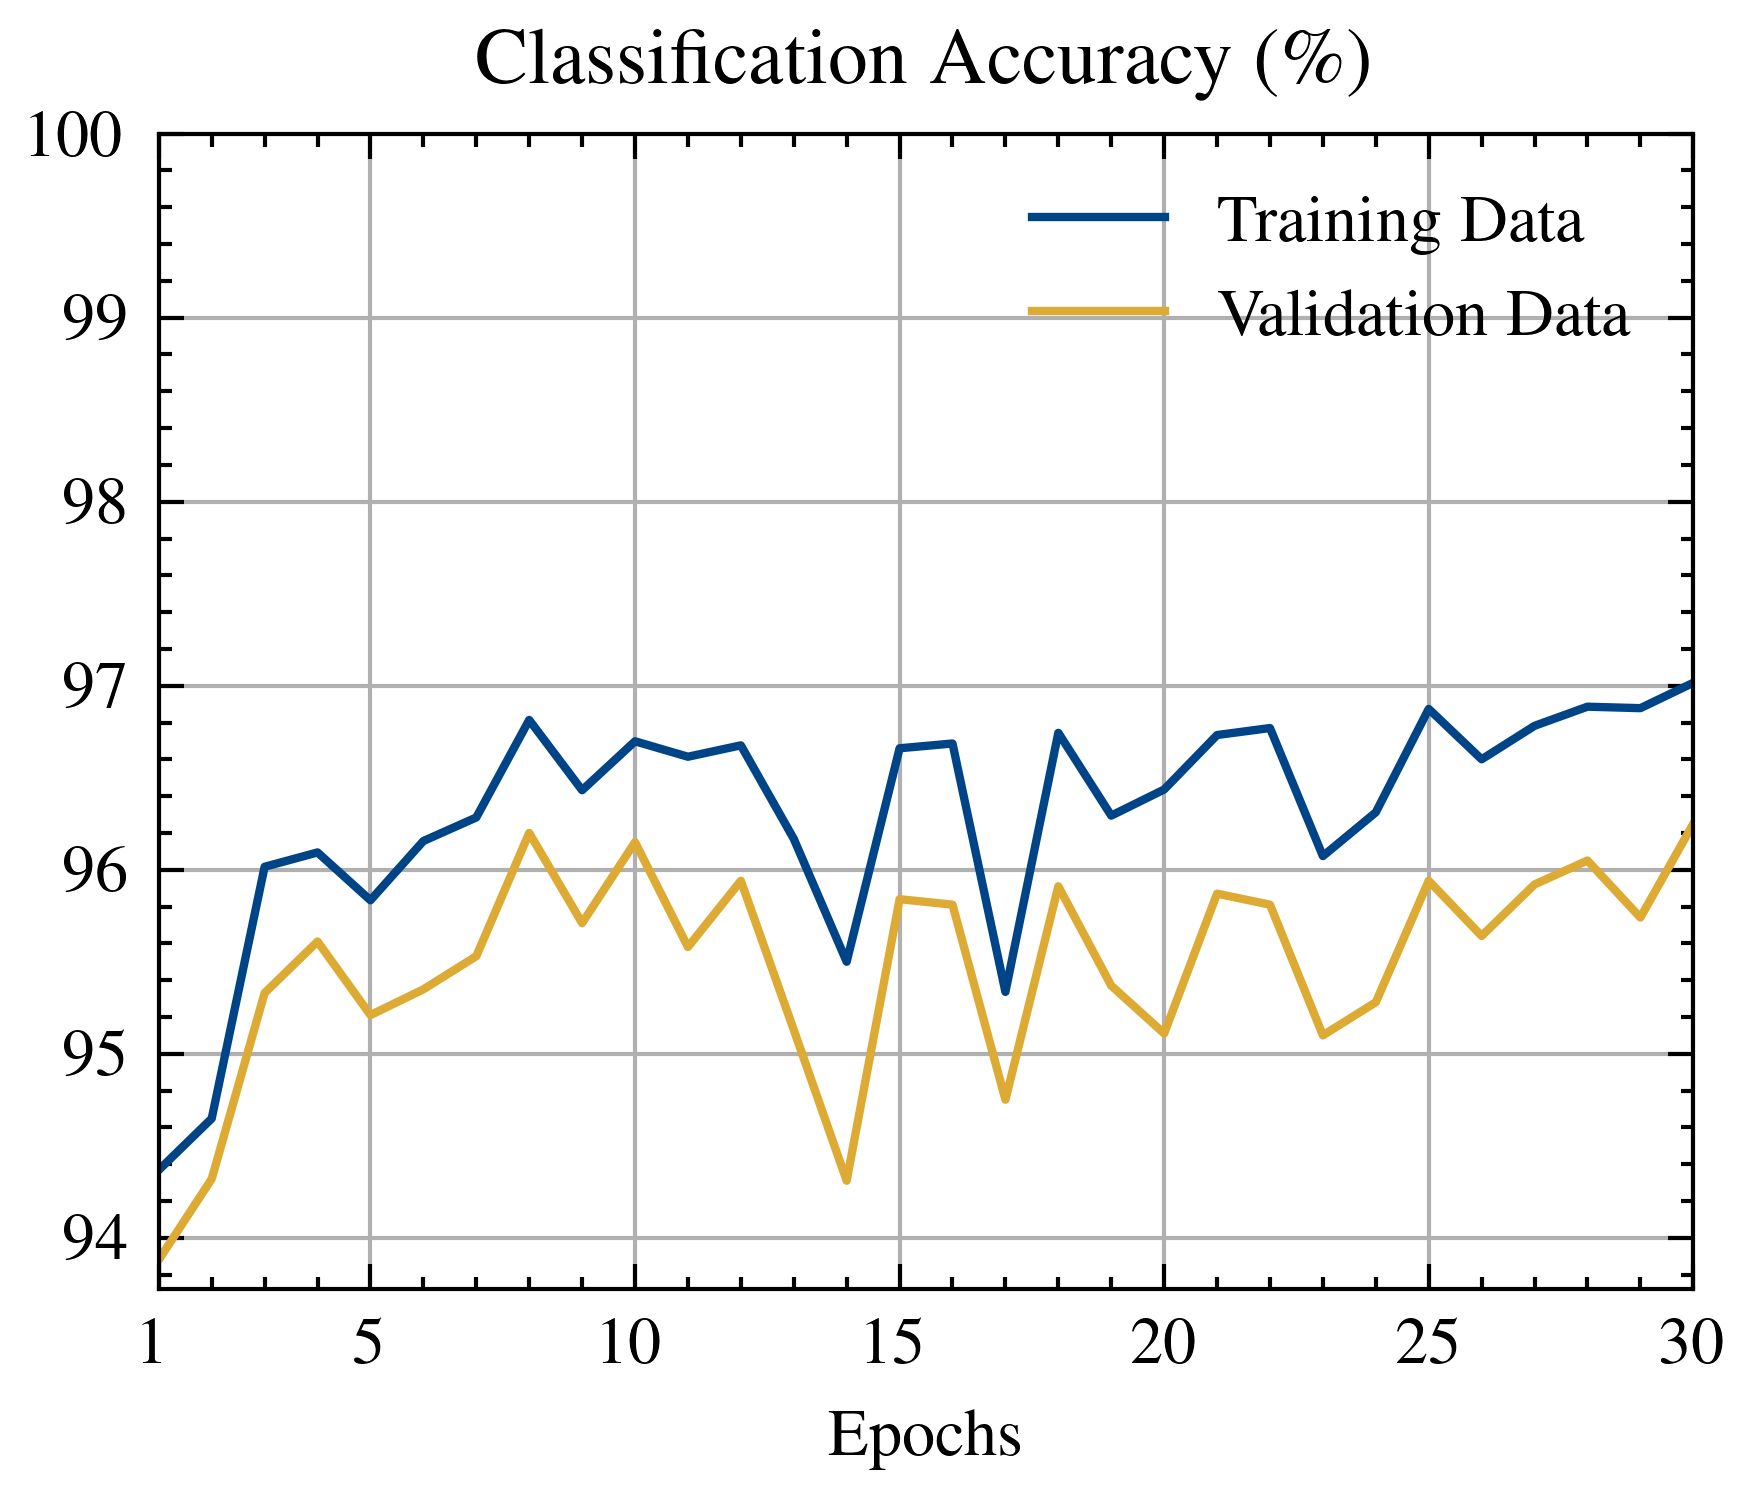 Classification Accuracy (%)
100
99
98
97
96
95
94
Training Data
Validation Data
1 5 10 15 20 25 30
Epochs